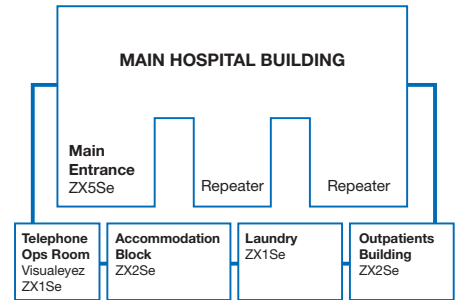 MAIN HOSPITAL BUILDING
Main
Entrance
ZX5Se
Repeater
Repeater
Telephone
Ops Room
Visualeyez
ZX1Se
Accommodation
Block
ZX2Se
Laundry
ZX1Se
Outpatients
Building
ZX2Se